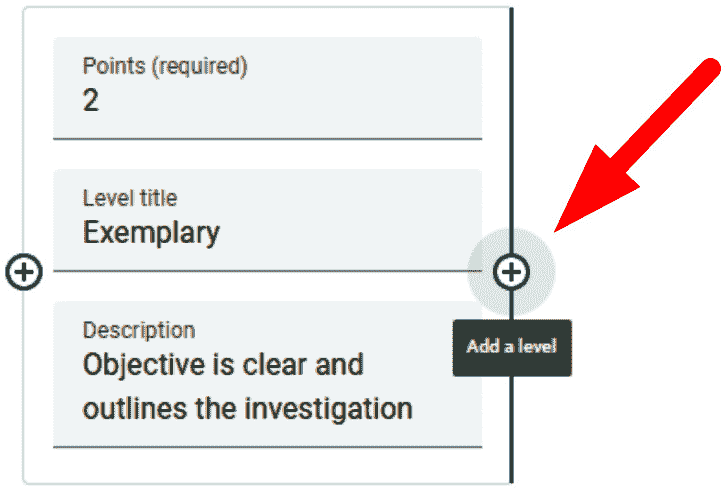 Points (required)
2
Level title
Exemplary
Description
Objective is clear and
outlines the investigation
Add a level